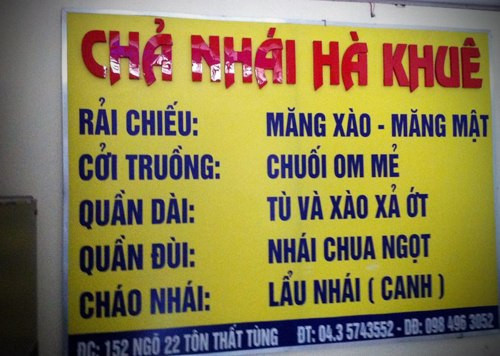 CHẢ NHÁI HÀ KHUÊ
RẢI CHIẾU: MĂNG XÀO - MĂNG MẬT
CỞI TRUỒNG: CHUỐI OM MẺ
QUẦN DÀI: TÙ VÀ XÀO XẢ ỚT
QUẦN ĐÙI: NHÁI CHUA NGỌT
CHÁO NHÁI: LẨU NHÁI ( CANH )
ĐC: 152 NGÕ 22 TÔN THẤT TÙNG ĐT: 04.3 5743552 - DĐ: 098 496 3052